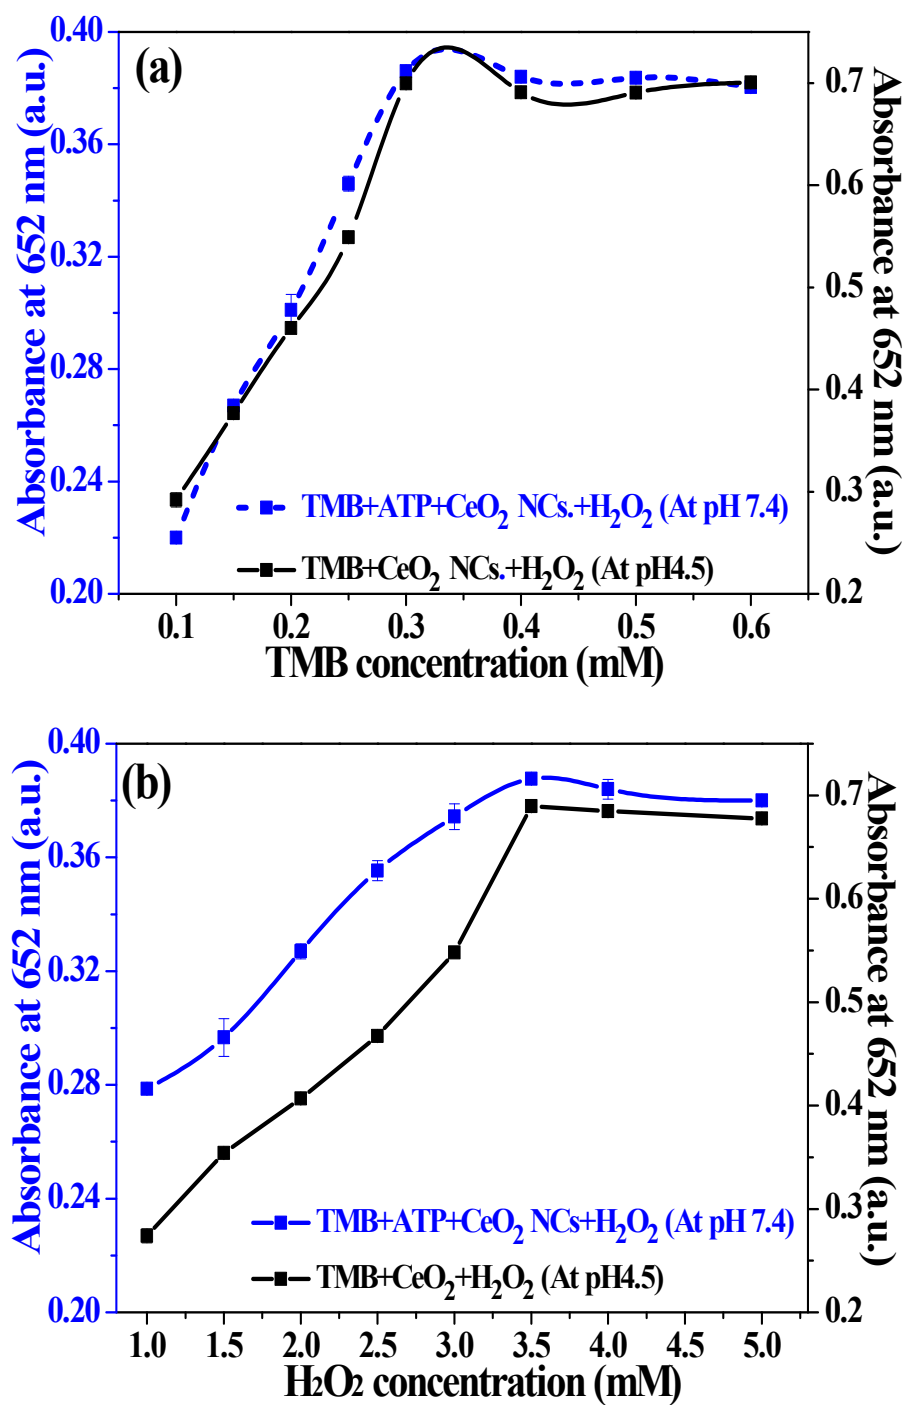 (a)
Absorbance at 652 nm (a.u.)
0.40
0.36
0.32
0.28
0.24
0.20
0.7
0.6
0.5
0.4
0.3
0.2
Absorbance at 652 nm (a.u.)
TMB+ATP+CeO₂ NCs.+H₂O₂ (At pH 7.4)
TMB+CeO₂ NCs.+H₂O₂ (At pH4.5)
0.1 0.2 0.3 0.4 0.5 0.6
TMB concentration (mM)
(b)
Absorbance at 652 nm (a.u.)
0.40
0.36
0.32
0.28
0.24
0.20
0.7
0.6
0.5
0.4
0.3
0.2
Absorbance at 652 nm (a.u.)
TMB+ATP+CeO₂ NCs+H₂O₂ (At pH 7.4)
TMB+CeO₂+H₂O₂ (At pH4.5)
1.0 1.5 2.0 2.5 3.0 3.5 4.0 4.5 5.0
H₂O₂ concentration (mM)